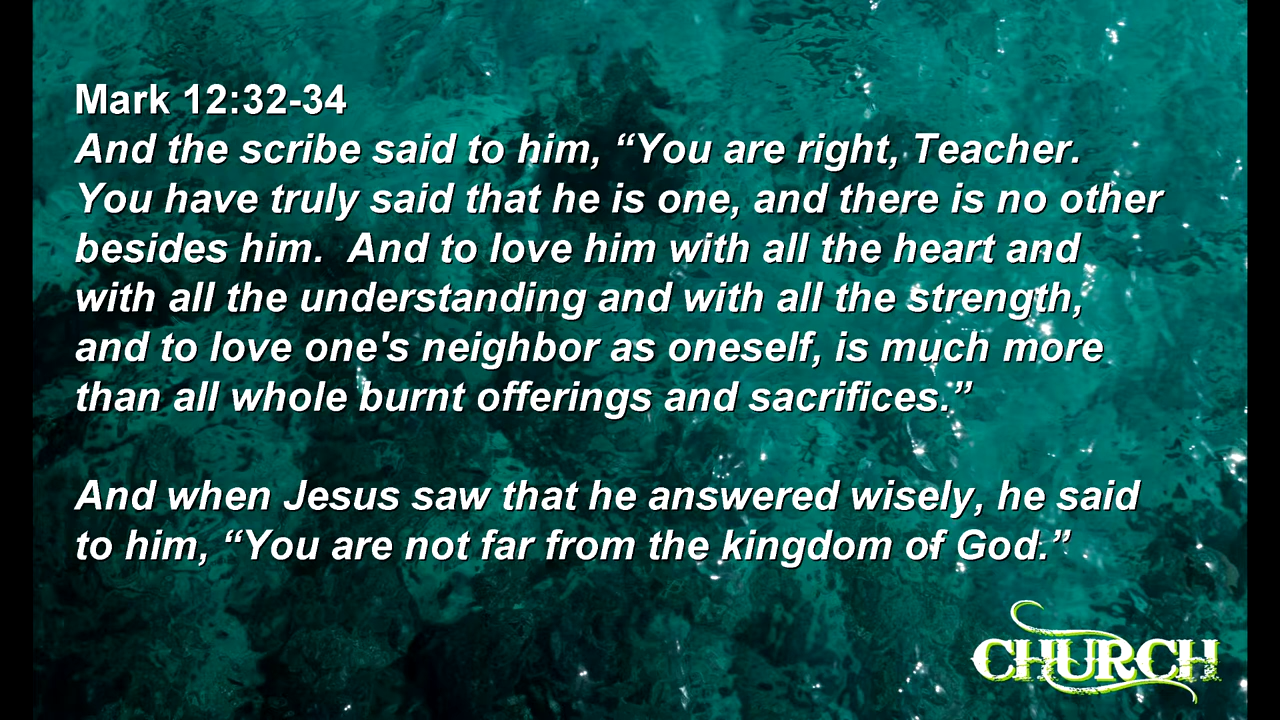 Mark 12:32-34
And the scribe said to him, “You are right, Teacher.
You have truly said that he is one, and there is no other
besides him.  And to love him with all the heart and
with all the understanding and with all the strength,
and to love one's neighbor as oneself, is much more
than all whole burnt offerings and sacrifices.”
And when Jesus saw that he answered wisely, he said
to him, “You are not far from the kingdom of God.”
CHURCH